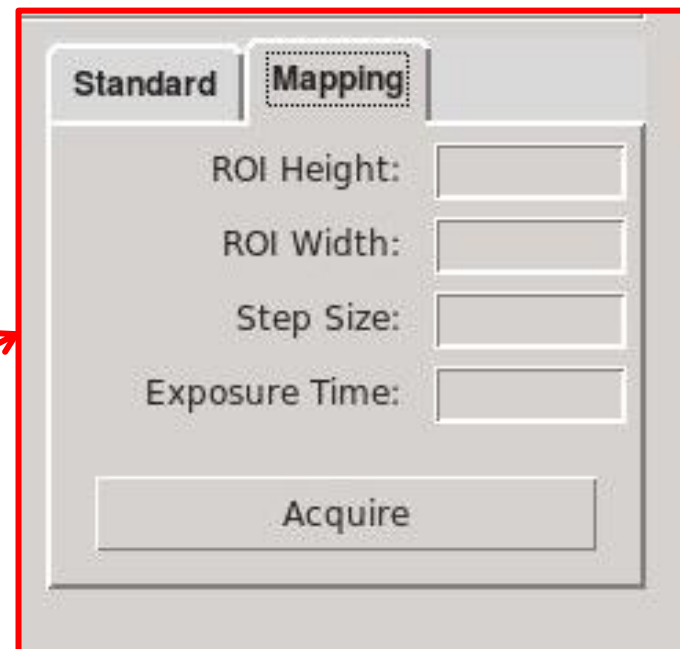 Standard Mapping
ROI Height:
ROI Width:
Step Size:
Exposure Time:
Acquire